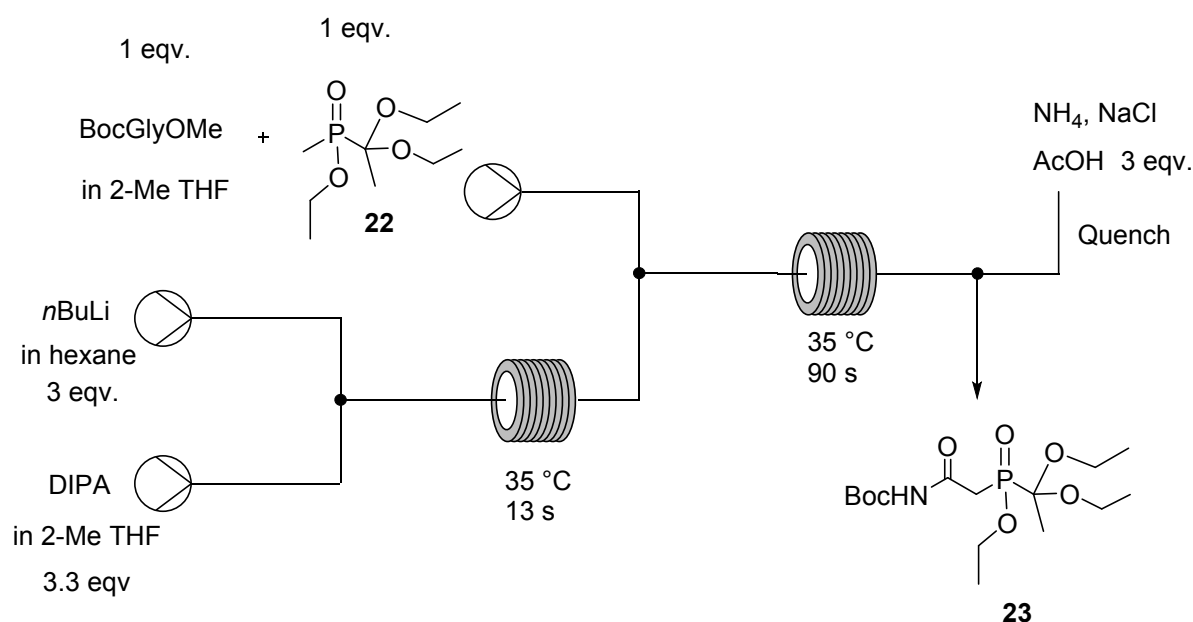 1 eqv.
1 eqv.
BocGlyOMe
+
in 2-Me THF
O
P
O
O
O
22
NH4, NaCl
AcOH 3 eqv.
Quench
nBuLi
in hexane
3 eqv.
35 °C
90 s
DIPA
in 2-Me THF
3.3 eqv
35 °C
13 s
O
O
O
BocHN
P
O
O
23